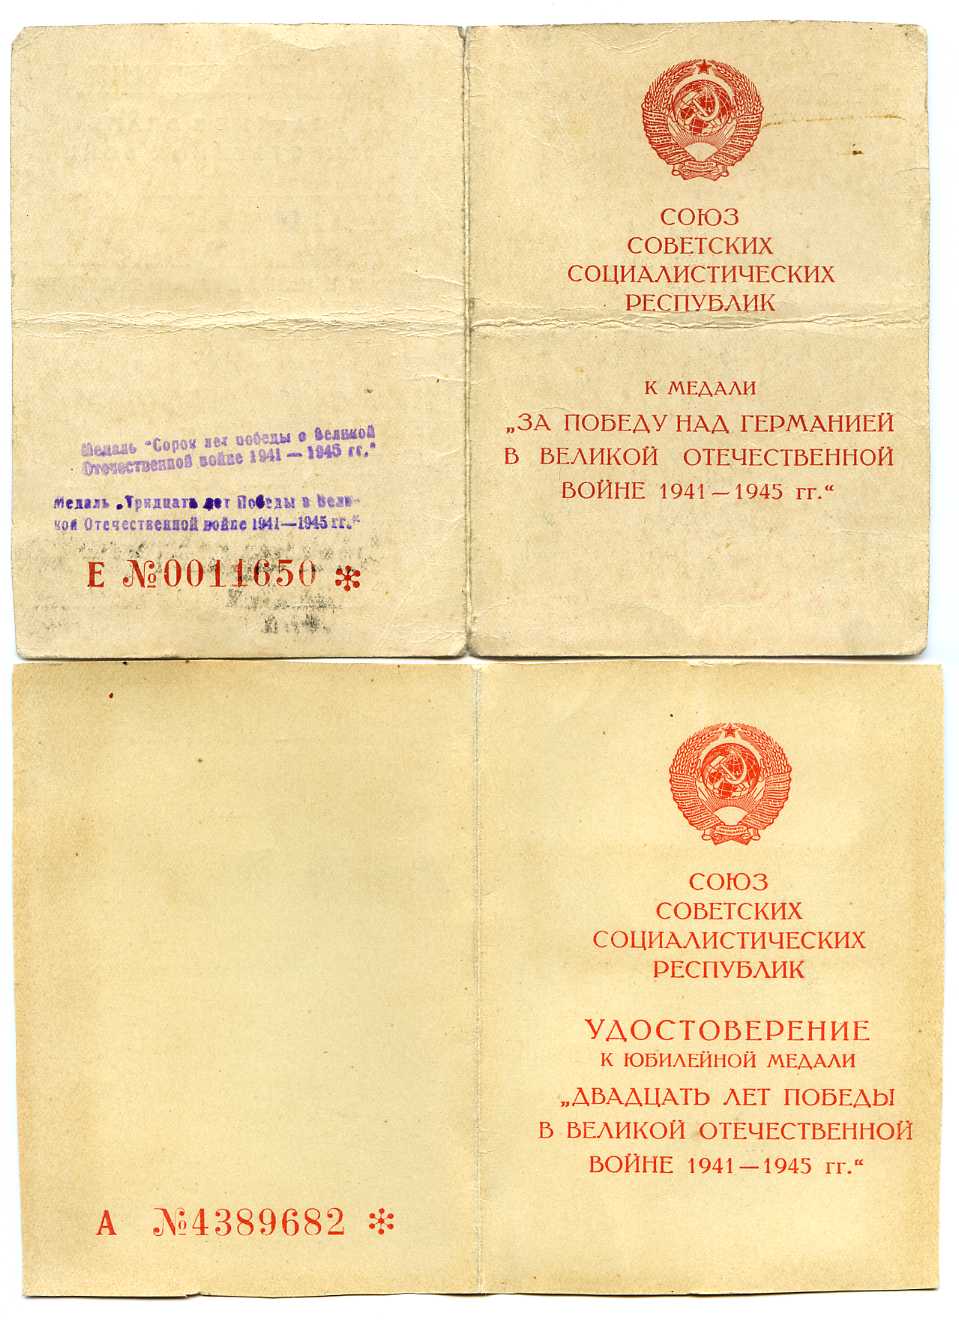 Медаль "Сорок лет победы в Великой
Отечественной войне 1941 — 1945 гг."
Медаль „Тридцать лет Победы в Вели-
кой Отечественной войне 1941—1945 гг."
Е №0011650 *
СОЮЗ
СОВЕТСКИХ
СОЦИАЛИСТИЧЕСКИХ
РЕСПУБЛИК
К МЕДАЛИ
„ЗА ПОБЕДУ НАД ГЕРМАНИЕЙ
В ВЕЛИКОЙ ОТЕЧЕСТВЕННОЙ
ВОЙНЕ 1941—1945 гг.“
А №4389682 *
СОЮЗ
СОВЕТСКИХ
СОЦИАЛИСТИЧЕСКИХ
РЕСПУБЛИК
УДОСТОВЕРЕНИЕ
К ЮБИЛЕЙНОЙ МЕДАЛИ
„ДВАДЦАТЬ ЛЕТ ПОБЕДЫ
В ВЕЛИКОЙ ОТЕЧЕСТВЕННОЙ
ВОЙНЕ 1941—1945 гг.“